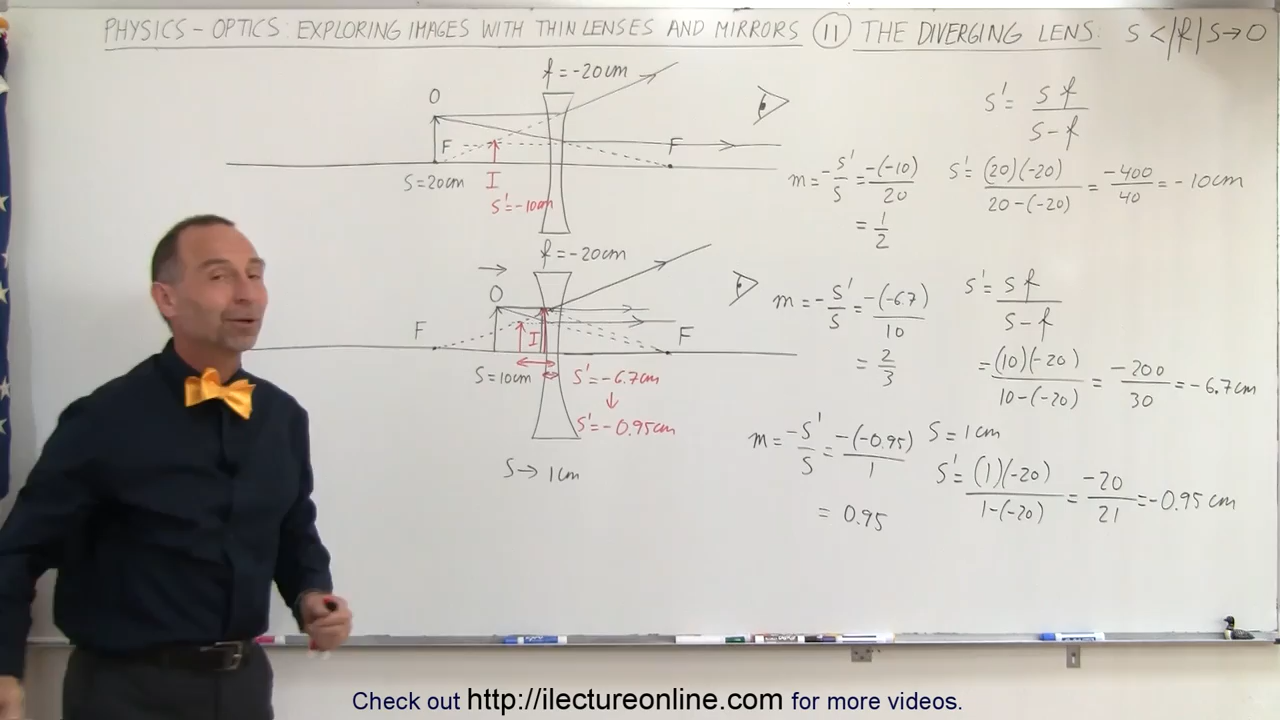 PHYSICS – OPTICS: EXPLORING IMAGES WITH THIN LENSES AND MIRRORS (11) THE DIVERGING LENS: S < |f| S → 0
f = -20cm
O
F
F
S = 20cm
I
S' = -10cm
S' = S f / S - f
m = -S'/S = -(-10)/20
= 1/2
S' = (20)(-20) / 20-(-20) = -400/40 = -10cm
f = -20cm
→
O
F
I
F
S = 10cm
S' = -6.7cm
↓
S' = -0.95cm
S → 1cm
m = -S'/S = -(-6.7)/10
= 2/3
S' = S f / S - f
= (10)(-20) / 10-(-20) = -200/30 = -6.7cm
m = -S'/S = -(-0.95)/1
= 0.95
S = 1cm
S' = (1)(-20) / 1-(-20) = -20/21 = -0.95 cm
Check out http://ilectureonline.com for more videos.